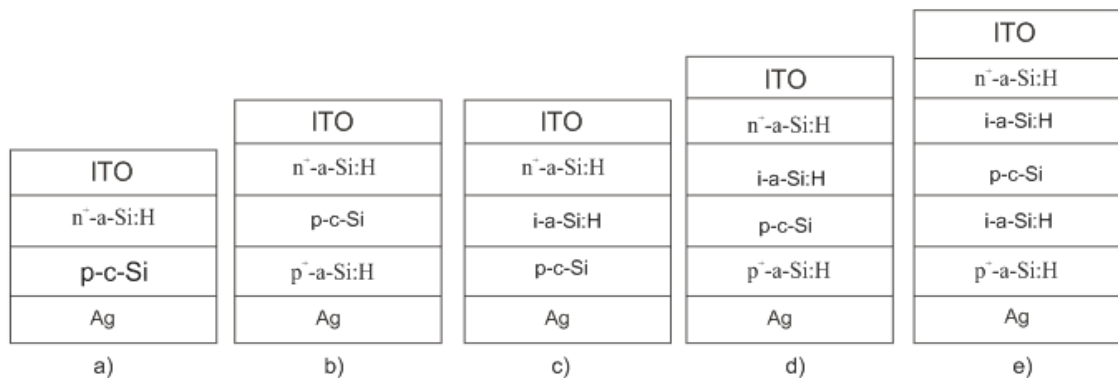 ITO
n⁺-a-Si:H
p-c-Si
Ag
a)
ITO
n⁺-a-Si:H
p-c-Si
p⁺-a-Si:H
Ag
b)
ITO
n⁺-a-Si:H
i-a-Si:H
p-c-Si
Ag
c)
ITO
n⁺-a-Si:H
i-a-Si:H
p-c-Si
p⁺-a-Si:H
Ag
d)
ITO
n⁺-a-Si:H
i-a-Si:H
p-c-Si
i-a-Si:H
p⁺-a-Si:H
Ag
e)